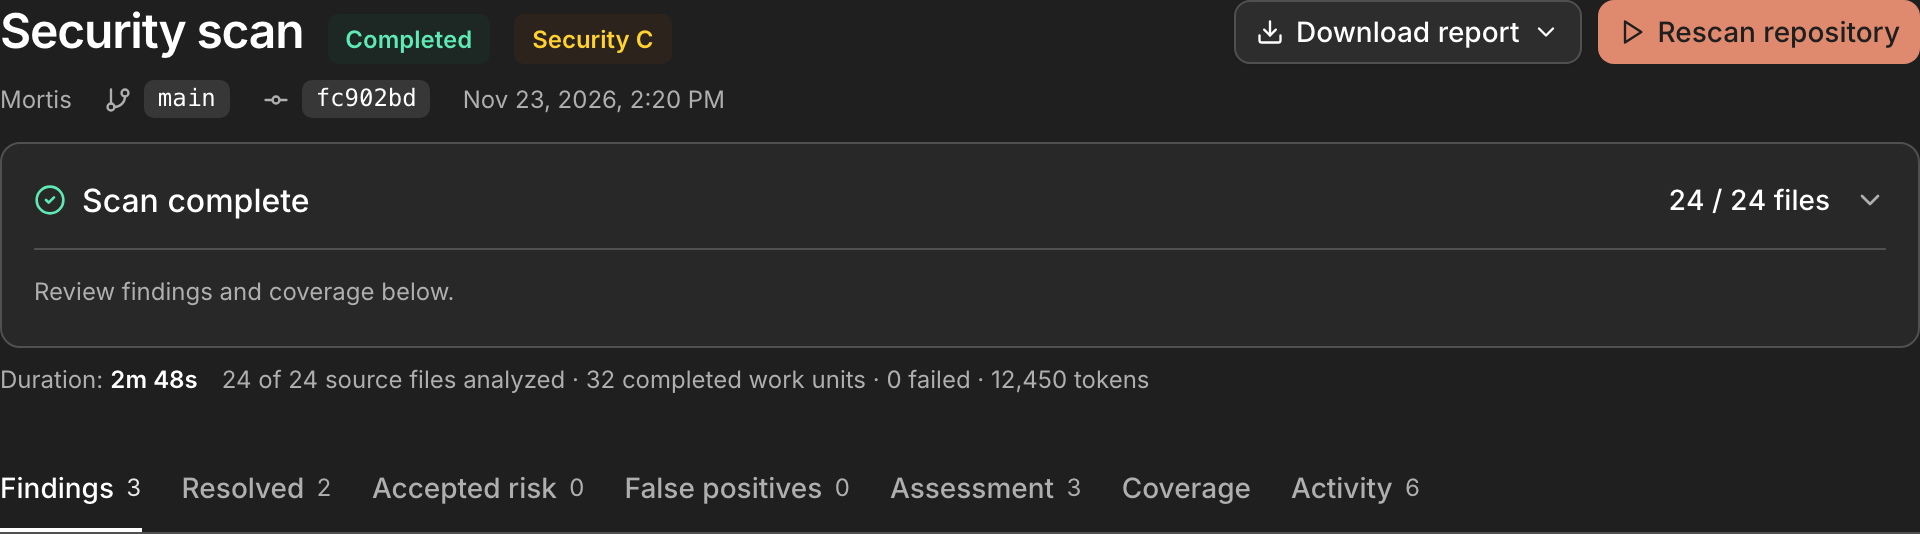 Security scan Completed Security C Download report Rescan repository
Mortis main fc902bd Nov 23, 2026, 2:20 PM
Scan complete 24 / 24 files
Review findings and coverage below.
Duration: 2m 48s 24 of 24 source files analyzed · 32 completed work units · 0 failed · 12,450 tokens
Findings 3 Resolved 2 Accepted risk 0 False positives 0 Assessment 3 Coverage Activity 6